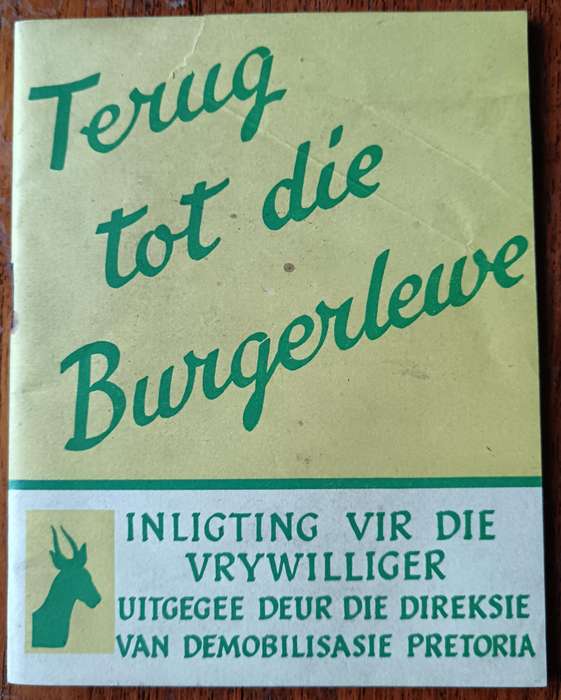 Terug
tot die
Burgerlewe
INLIGTING VIR DIE
VRYWILLIGER
UITGEGEE DEUR DIE DIREKSIE
VAN DEMOBILISASIE PRETORIA